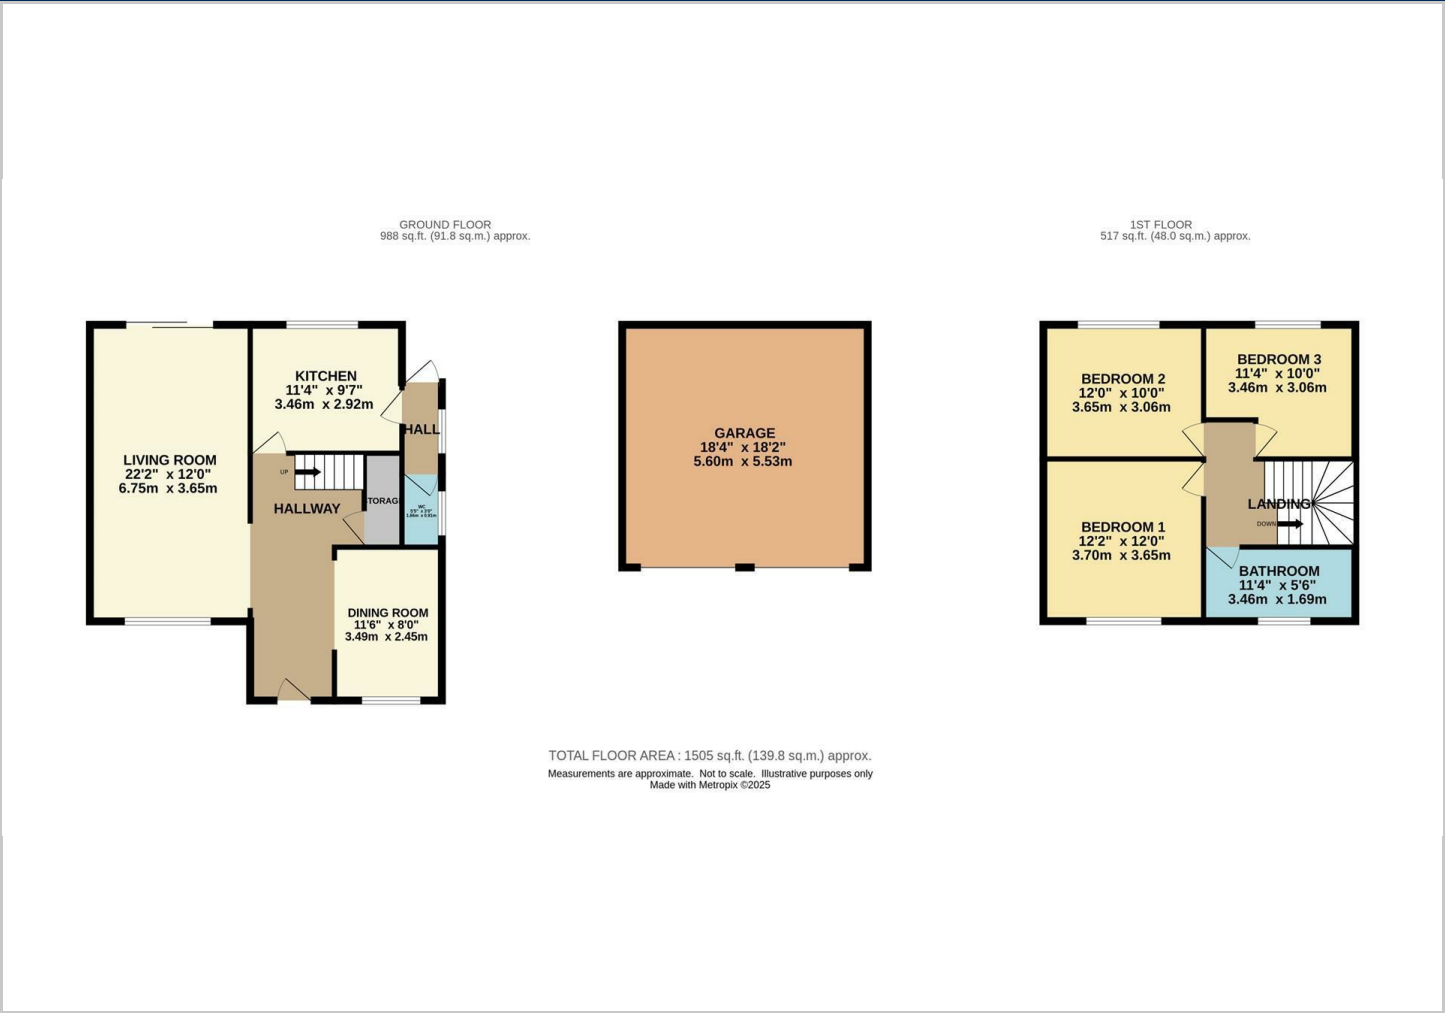 GROUND FLOOR
988 sq.ft. (91.8 sq.m.) approx.
1ST FLOOR
517 sq.ft. (48.0 sq.m.) approx.
KITCHEN
11'4" x 9'7"
3.46m x 2.92m
HALL
LIVING ROOM
22'2" x 12'0"
6.75m x 3.65m
UP
HALLWAY
STORAGE
WC
DINING ROOM
11'6" x 8'0"
3.49m x 2.45m
GARAGE
18'4" x 18'2"
5.60m x 5.53m
BEDROOM 2
12'0" x 10'0"
3.65m x 3.06m
BEDROOM 3
11'4" x 10'0"
3.46m x 3.06m
BEDROOM 1
12'2" x 12'0"
3.70m x 3.65m
LANDING
DOWN
BATHROOM
11'4" x 5'6"
3.46m x 1.69m
TOTAL FLOOR AREA : 1505 sq.ft. (139.8 sq.m.) approx.
Measurements are approximate. Not to scale. Illustrative purposes only
Made with Metropix ©2025